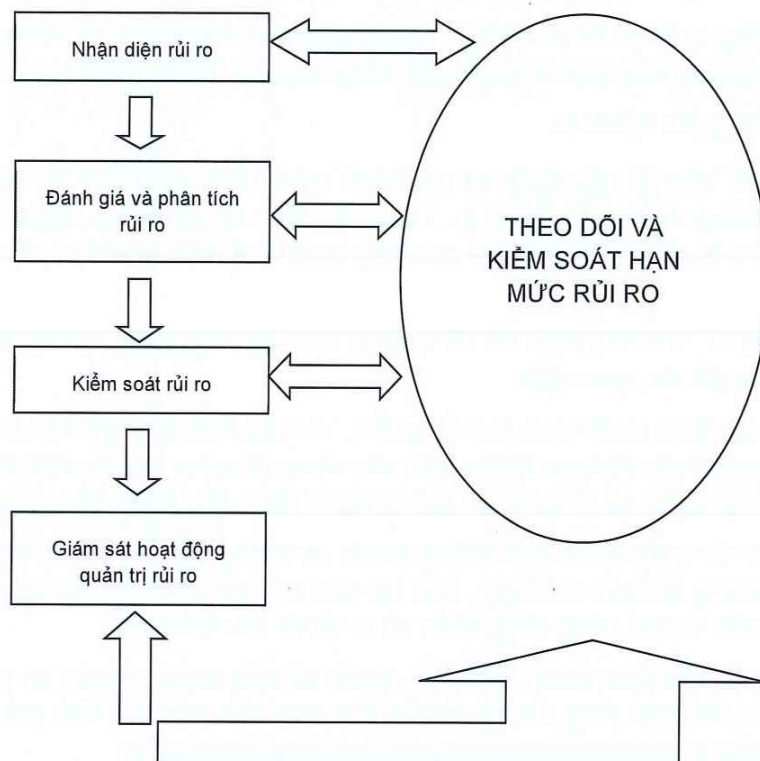 Nhận diện rủi ro
Đánh giá và phân tích
rủi ro
THEO DÕI VÀ
KIỂM SOÁT HẠN
MỨC RỦI RO
Kiểm soát rủi ro
Giám sát hoạt động
quản trị rủi ro